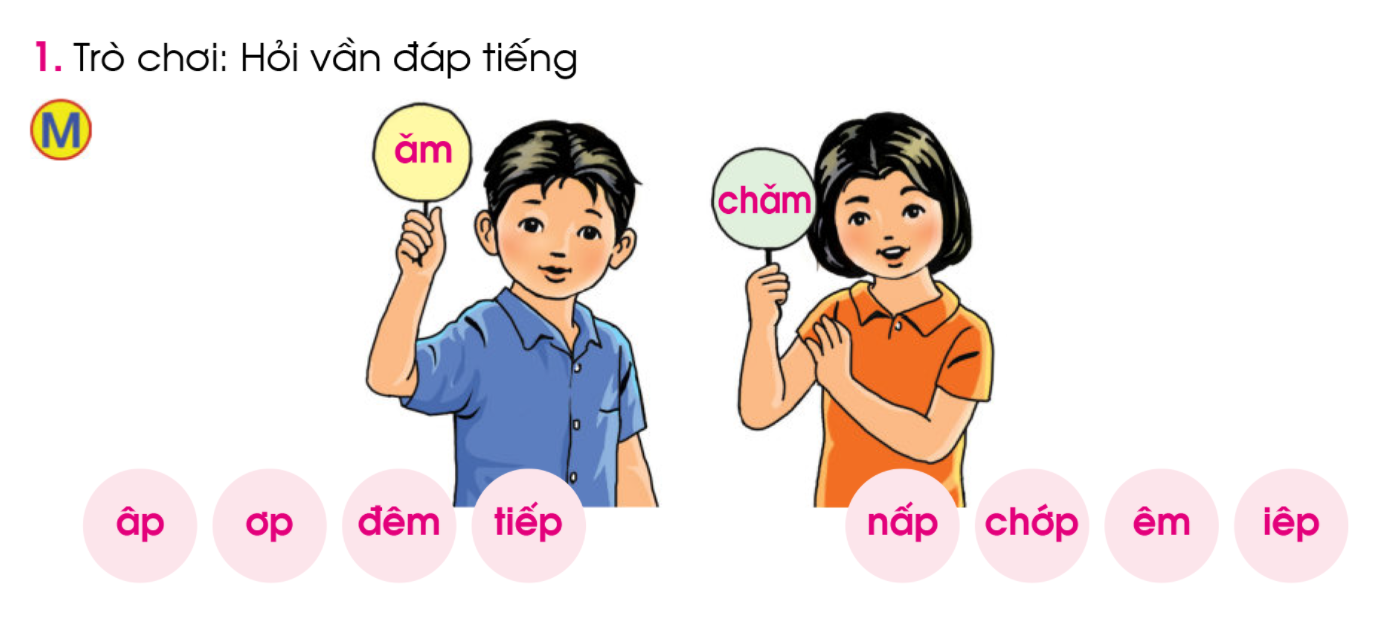 1. Trò chơi: Hỏi vần đáp tiếng
M
ăm
chăm
âp ơp đêm tiếp nấp chớp êm iêp